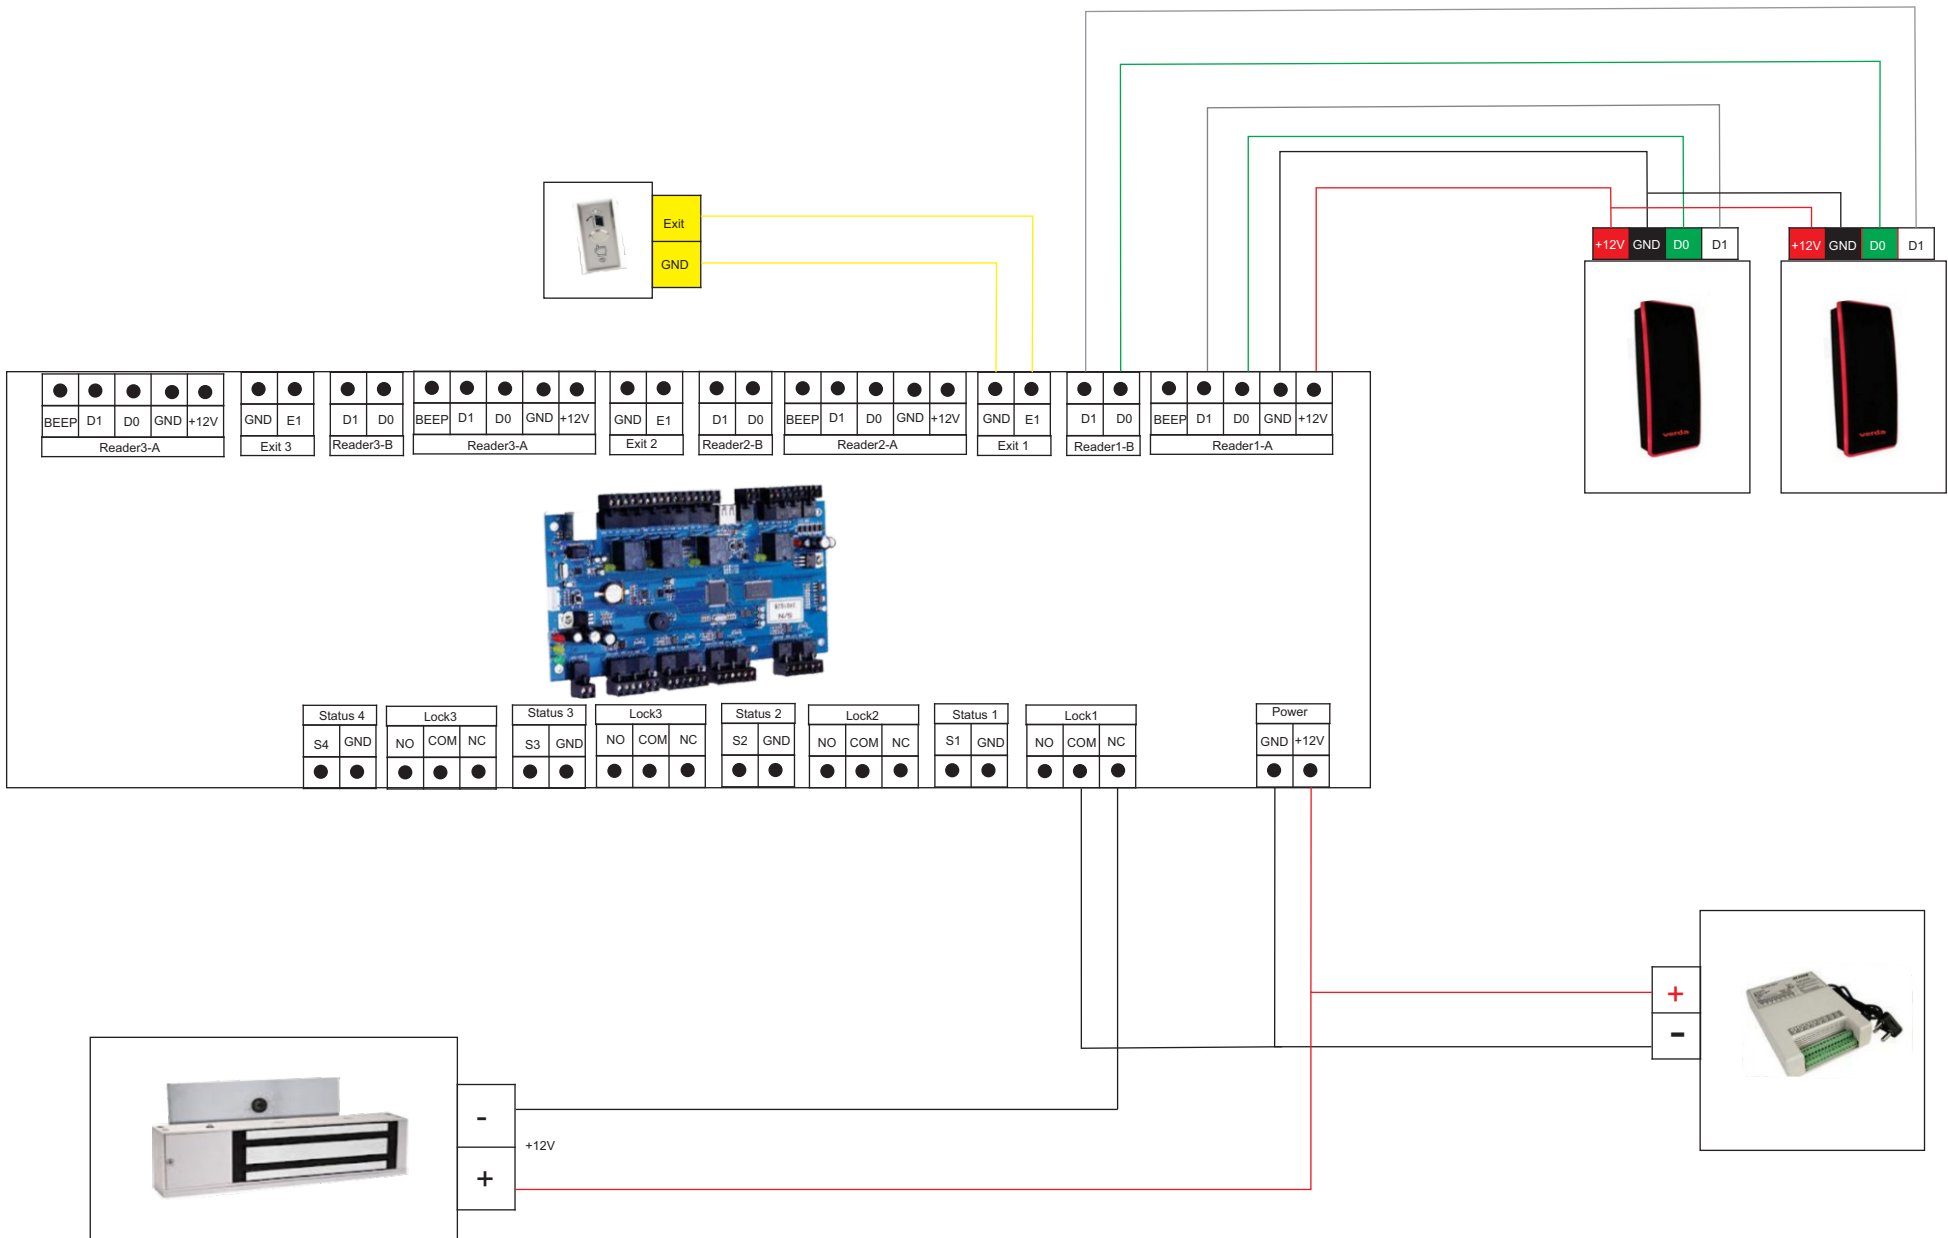 Exit
GND
+12V GND D0 D1
+12V GND D0 D1
verda
verda
BEEP D1 D0 GND +12V
Reader3-A
GND E1
Exit 3
D1 D0
Reader3-B
BEEP D1 D0 GND +12V
Reader3-A
GND E1
Exit 2
D1 D0
Reader2-B
BEEP D1 D0 GND +12V
Reader2-A
GND E1
Exit 1
D1 D0
Reader1-B
BEEP D1 D0 GND +12V
Reader1-A
Status 4
S4 GND
Lock3
NO COM NC
Status 3
S3 GND
Lock3
NO COM NC
Status 2
S2 GND
Lock2
NO COM NC
Status 1
S1 GND
Lock1
NO COM NC
Power
GND +12V
+
-
-
+12V
+